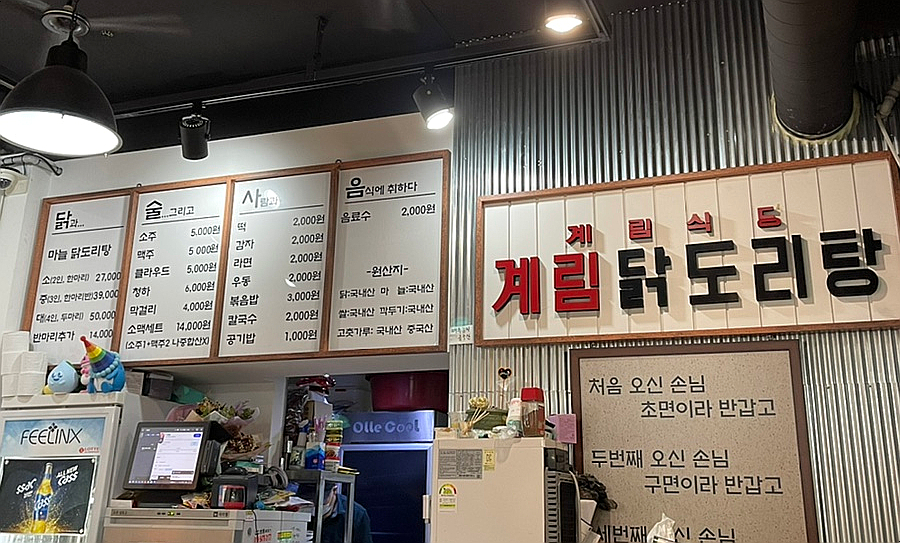 닭과...
마늘 닭도리탕
소(2인, 한마리) 27,000
중(3인, 한마리반)39,000
대(4인, 두마리) 50,000
반마리추가 14,000
술...그리고
소주 5,000원
맥주 5,000원
클라우드 5,000원
청하 6,000원
막걸리 4,000원
소맥세트 14,000원
(소주1+맥주2 나중합산X)
사람과
떡 2,000원
감자 2,000원
라면 2,000원
우동 2,000원
볶음밥 3,000원
칼국수 2,000원
공기밥 1,000원
음식에 취하다
음료수 2,000원
-원산지-
닭:국내산 마늘:국내산
쌀:국내산 깍두기:국내산
고춧가루: 국내산 중국산
계림식당
계림닭도리탕
처음 오신 손님
초면이라 반갑고
두번째 오신 손님
구면이라 반갑고
세번째 오신 손님
FEELINX
ALL NEW
CASS
Olle Cool